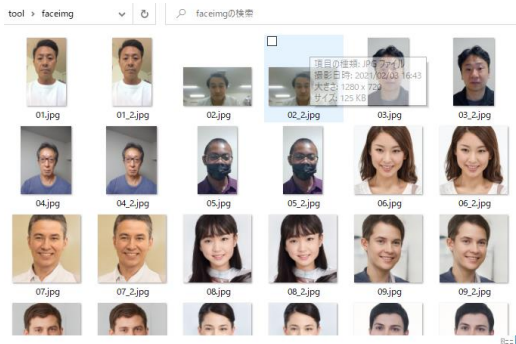 tool › faceimg
faceimgの検索
項目の種類: JPG ファイル
撮影日時: 2021/02/03 16:43
大きさ: 1280 x 720
サイズ: 125 KB
01.jpg 01_2.jpg 02.jpg 02_2.jpg 03.jpg 03_2.jpg
04.jpg 04_2.jpg 05.jpg 05_2.jpg 06.jpg 06_2.jpg
07.jpg 07_2.jpg 08.jpg 08_2.jpg 09.jpg 09_2.jpg